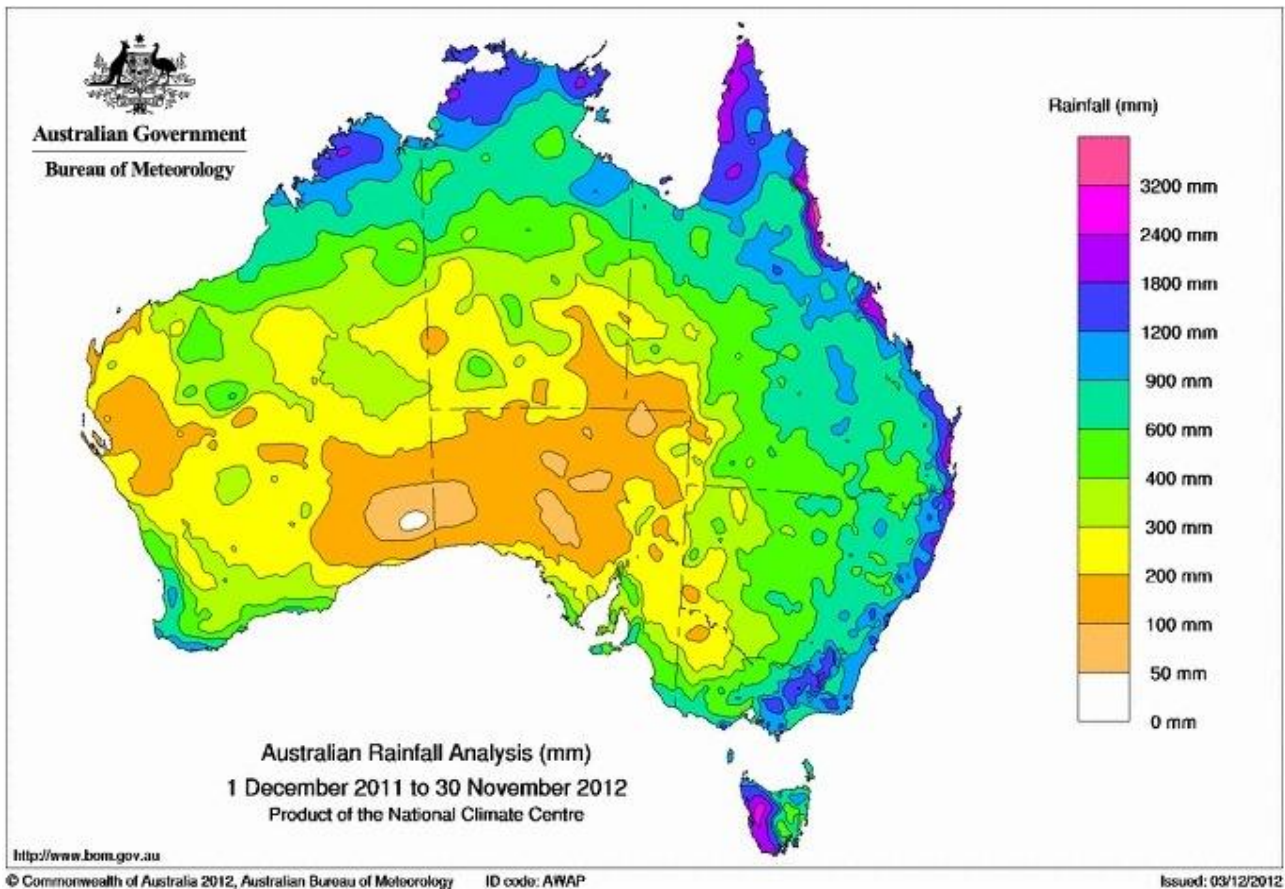 Australian Government
Bureau of Meteorology
Rainfall (mm)
3200 mm
2400 mm
1800 mm
1200 mm
900 mm
600 mm
400 mm
300 mm
200 mm
100 mm
50 mm
0 mm
Australian Rainfall Analysis (mm)
1 December 2011 to 30 November 2012
Product of the National Climate Centre
http://www.bom.gov.au
© Commonwealth of Australia 2012, Australian Bureau of Meteorology ID code: AWAP Issued: 03/12/2012